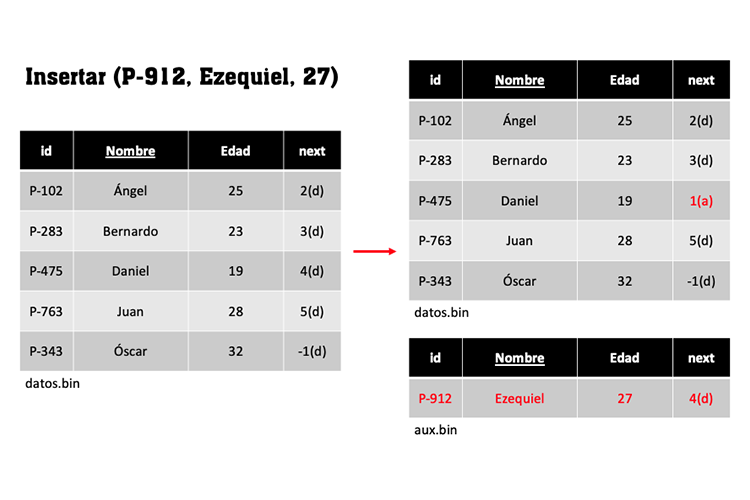 Insertar (P-912, Ezequiel, 27)
id Nombre Edad next
P-102 Ángel 25 2(d)
P-283 Bernardo 23 3(d)
P-475 Daniel 19 4(d)
P-763 Juan 28 5(d)
P-343 Óscar 32 -1(d)
datos.bin
id Nombre Edad next
P-102 Ángel 25 2(d)
P-283 Bernardo 23 3(d)
P-475 Daniel 19 1(a)
P-763 Juan 28 5(d)
P-343 Óscar 32 -1(d)
datos.bin
id Nombre Edad next
P-912 Ezequiel 27 4(d)
aux.bin